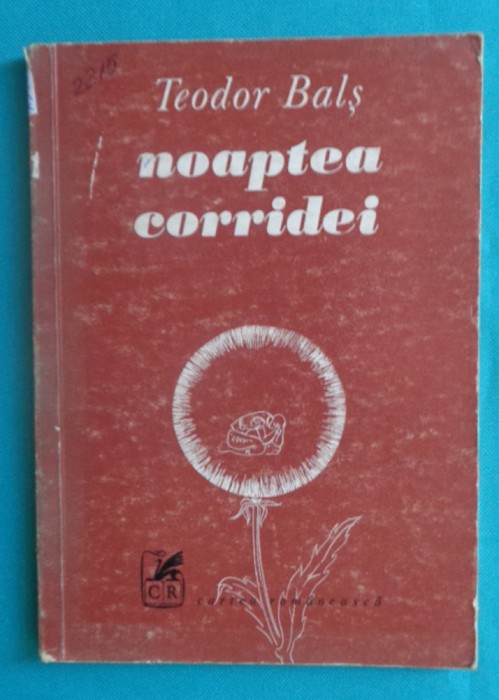 Teodor Balș
noaptea
corridei
CR
cartea românească